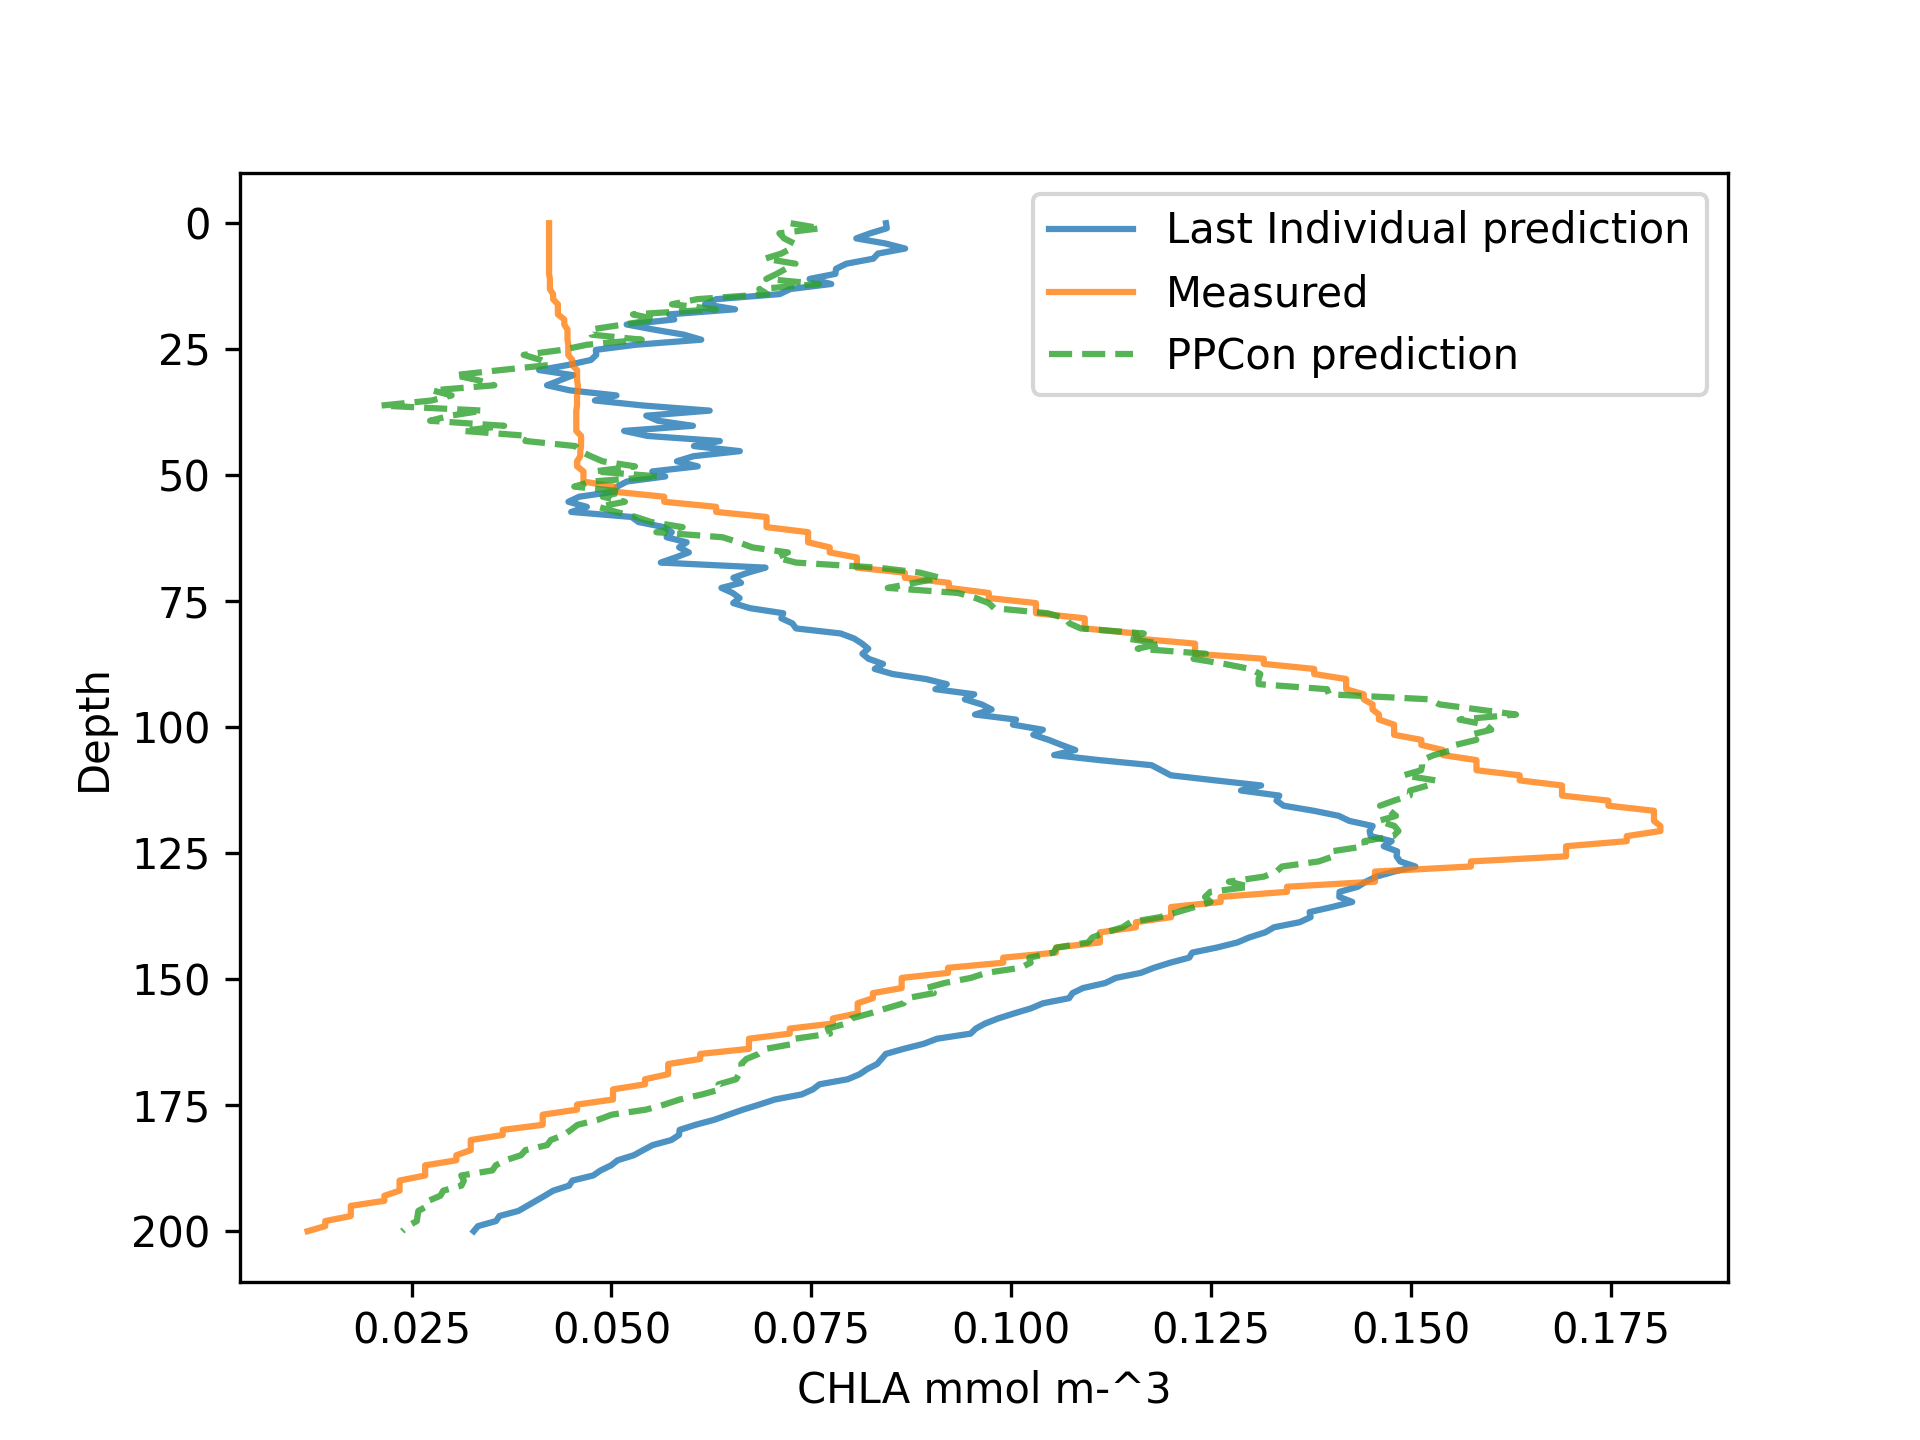 Last Individual prediction
Measured
PPCon prediction
0
25
50
75
100
125
150
175
200
Depth
0.025 0.050 0.075 0.100 0.125 0.150 0.175
CHLA mmol m-^3